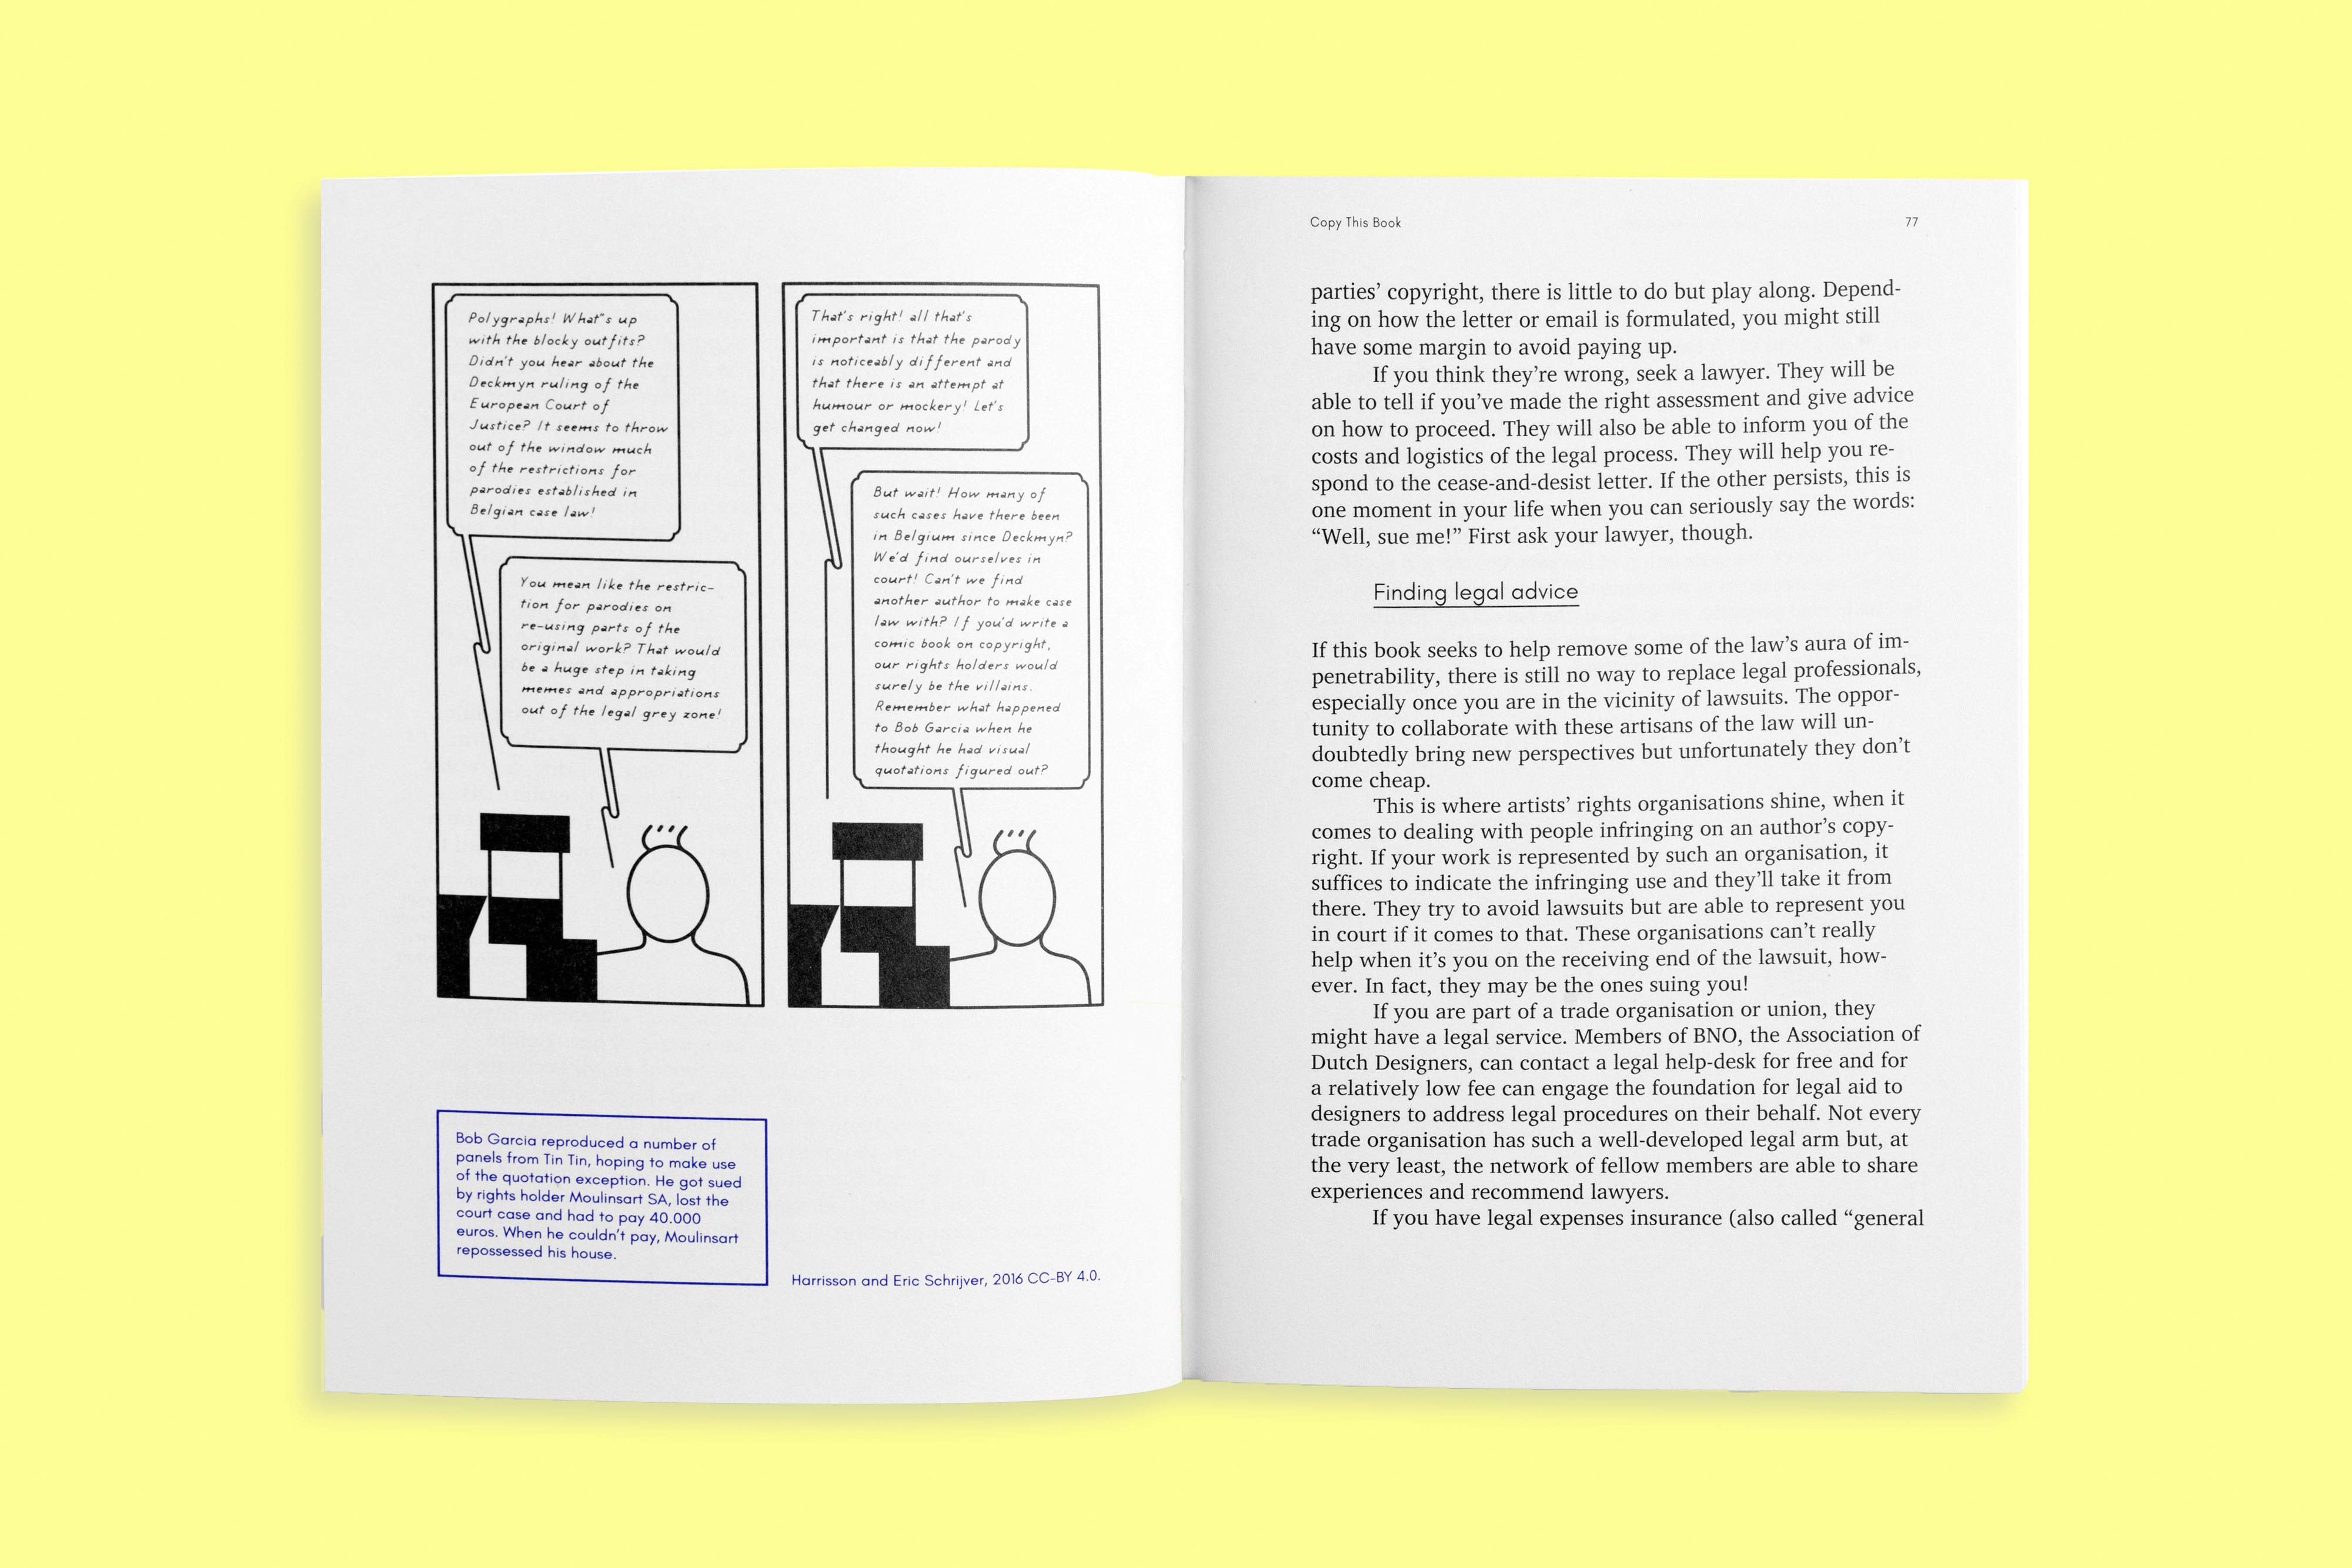 Polygraphs! What"s up
with the blocky outfits?
Didn't you hear about the
Deckmyn ruling of the
European Court of
Justice? It seems to throw
out of the window much
of the restrictions for
parodies established in
Belgian case law!
You mean like the restric-
tion for parodies on
re-using parts of the
original work? That would
be a huge step in taking
memes and appropriations
out of the legal grey zone!
That's right! all that's
important is that the parody
is noticeably different and
that there is an attempt at
humour or mockery! Let's
get changed now!
But wait! How many of
such cases have there been
in Belgium since Deckmyn?
We'd find ourselves in
court! Can't we find
another author to make case
law with? If you'd write a
comic book on copyright,
our rights holders would
surely be the villains.
Remember what happened
to Bob Garcia when he
thought he had visual
quotations figured out?
Bob Garcia reproduced a number of
panels from Tin Tin, hoping to make use
of the quotation exception. He got sued
by rights holder Moulinsart SA, lost the
court case and had to pay 40.000
euros. When he couldn't pay, Moulinsart
repossessed his house.
Harrisson and Eric Schrijver, 2016 CC-BY 4.0.
Copy This Book 77
parties' copyright, there is little to do but play along. Depend-
ing on how the letter or email is formulated, you might still
have some margin to avoid paying up.
If you think they're wrong, seek a lawyer. They will be
able to tell if you've made the right assessment and give advice
on how to proceed. They will also be able to inform you of the
costs and logistics of the legal process. They will help you re-
spond to the cease-and-desist letter. If the other persists, this is
one moment in your life when you can seriously say the words:
“Well, sue me!” First ask your lawyer, though.
Finding legal advice
If this book seeks to help remove some of the law's aura of im-
penetrability, there is still no way to replace legal professionals,
especially once you are in the vicinity of lawsuits. The oppor-
tunity to collaborate with these artisans of the law will un-
doubtedly bring new perspectives but unfortunately they don't
come cheap.
This is where artists' rights organisations shine, when it
comes to dealing with people infringing on an author's copy-
right. If your work is represented by such an organisation, it
suffices to indicate the infringing use and they'll take it from
there. They try to avoid lawsuits but are able to represent you
in court if it comes to that. These organisations can't really
help when it's you on the receiving end of the lawsuit, how-
ever. In fact, they may be the ones suing you!
If you are part of a trade organisation or union, they
might have a legal service. Members of BNO, the Association of
Dutch Designers, can contact a legal help-desk for free and for
a relatively low fee can engage the foundation for legal aid to
designers to address legal procedures on their behalf. Not every
trade organisation has such a well-developed legal arm but, at
the very least, the network of fellow members are able to share
experiences and recommend lawyers.
If you have legal expenses insurance (also called “general